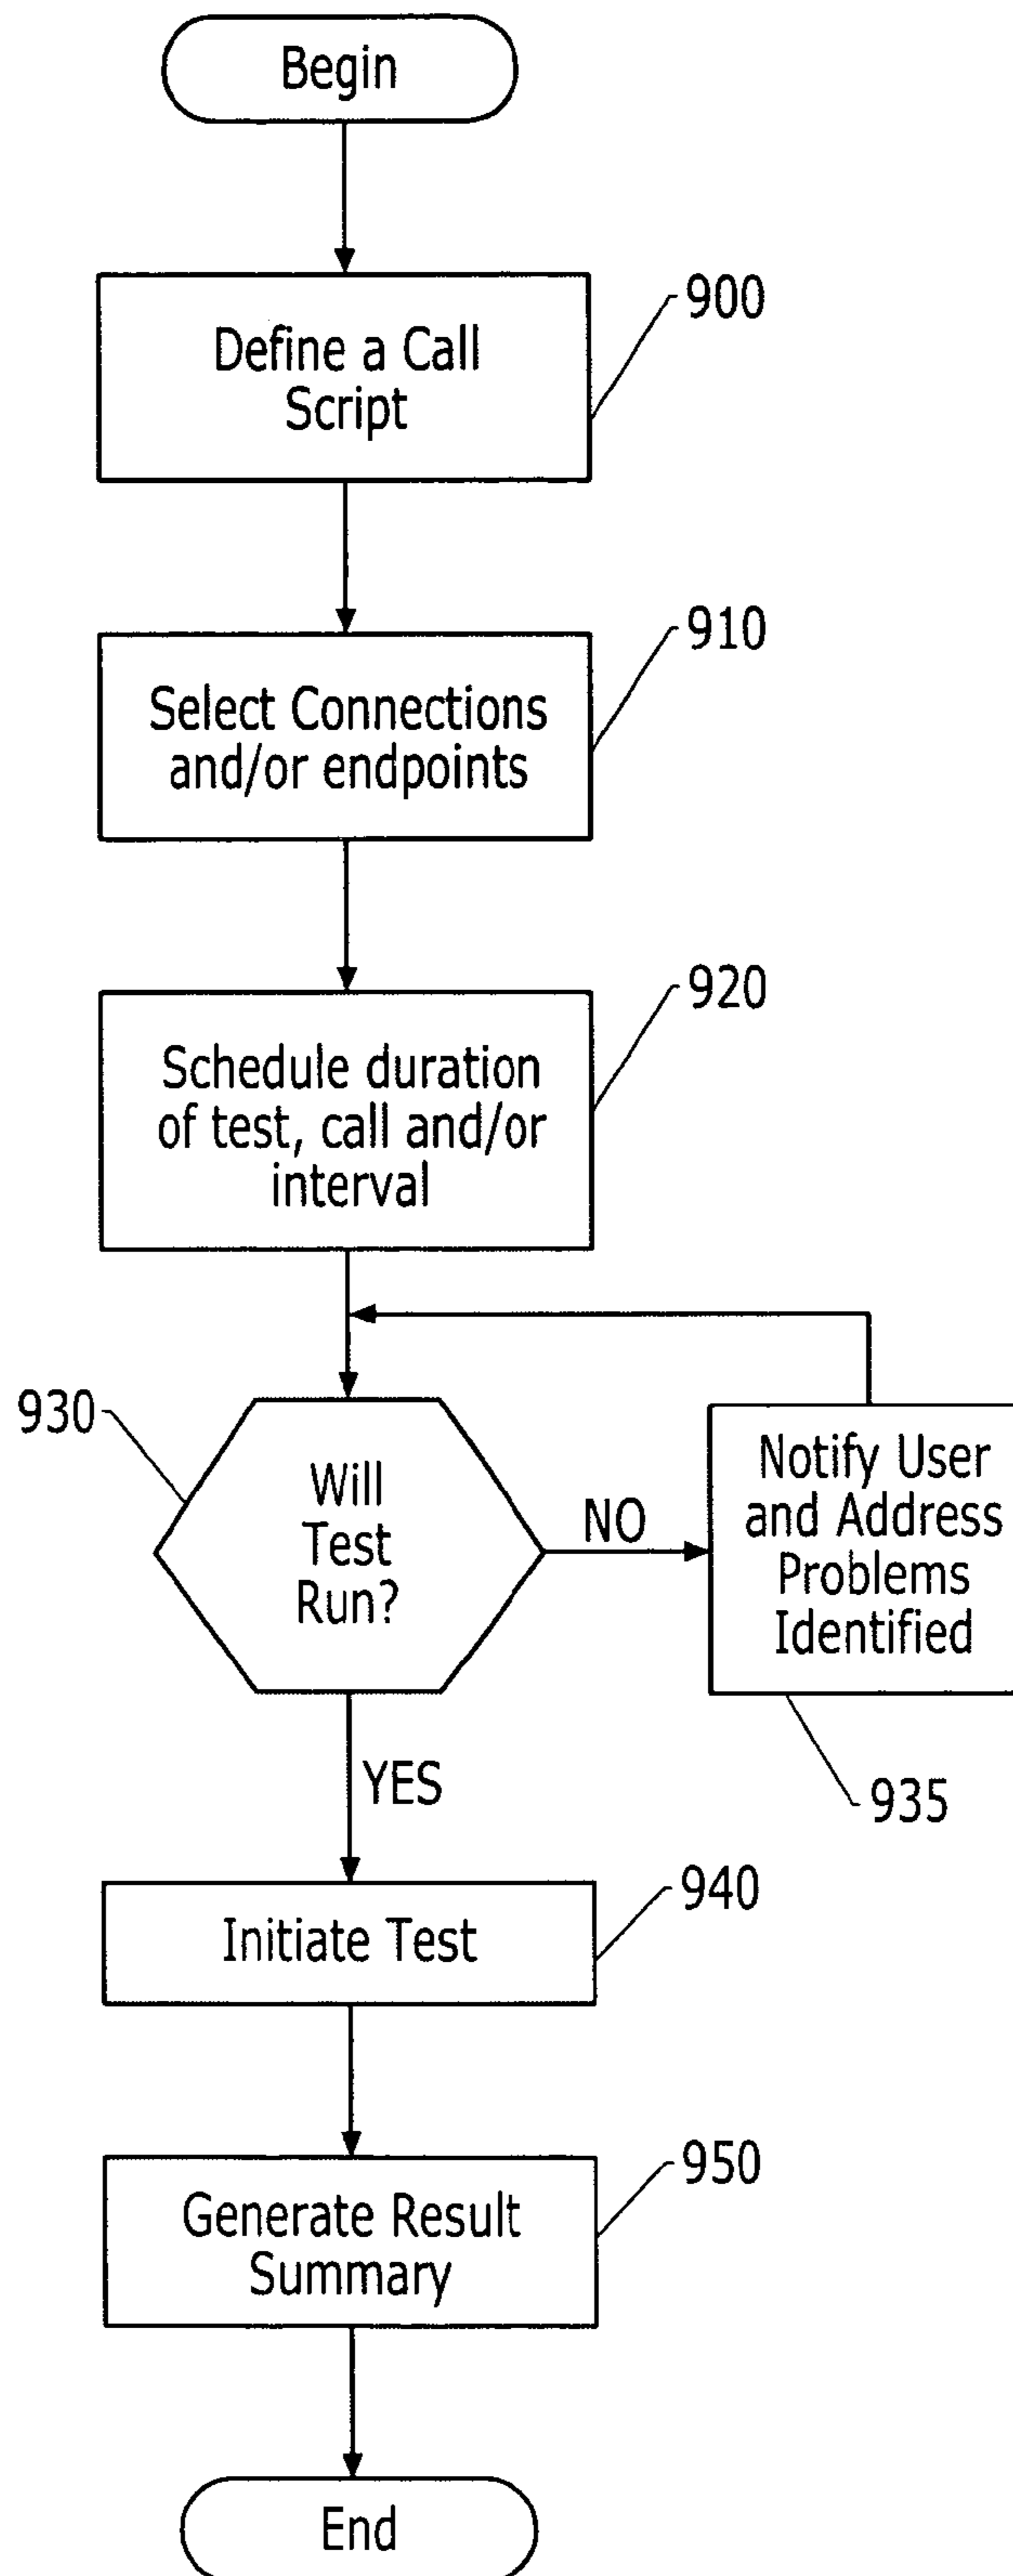 Begin
900
Define a Call
Script
910
Select Connections
and/or endpoints
920
Schedule duration
of test, call and/or
interval
930
Will
Test
Run?
NO
Notify User
and Address
Problems
Identified
935
YES
940
Initiate Test
950
Generate Result
Summary
End